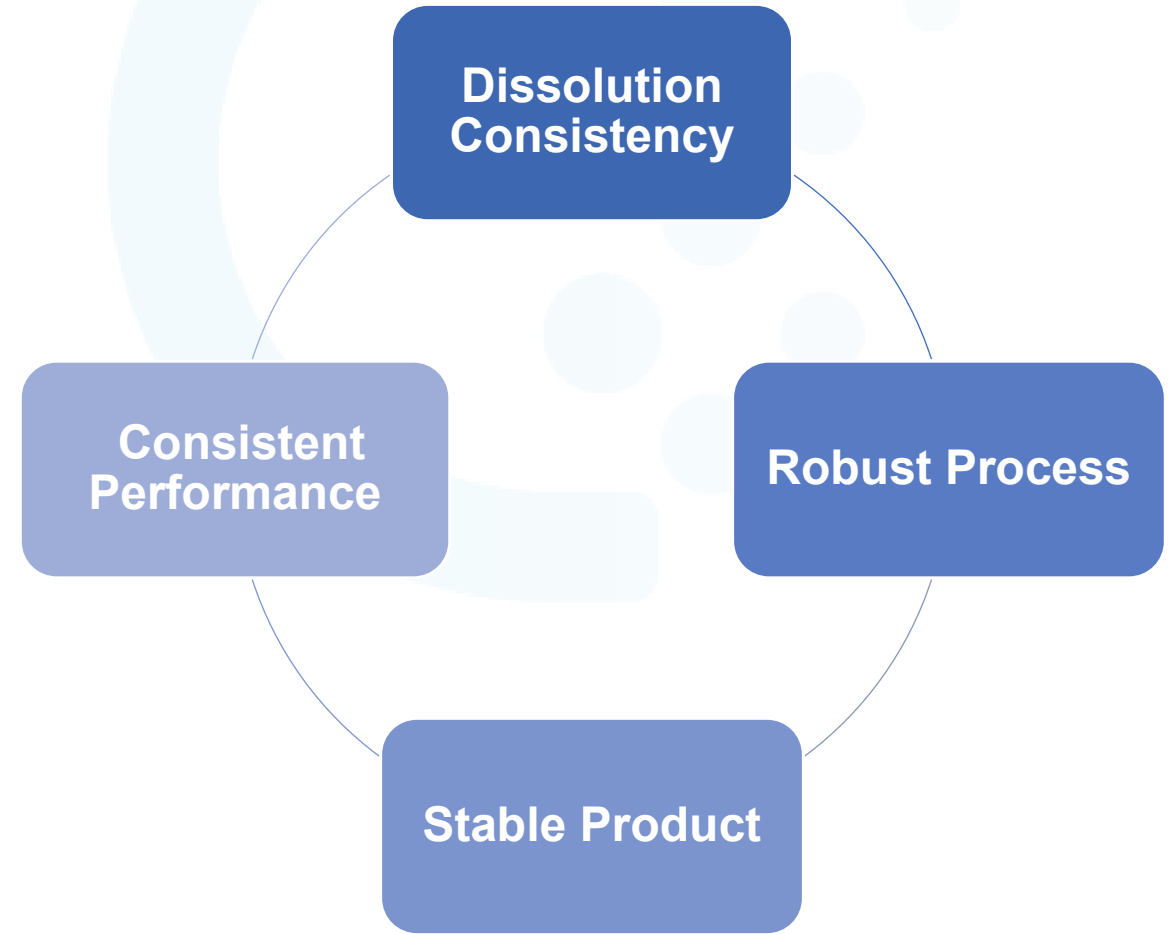 Dissolution
Consistency
Consistent
Performance
Robust Process
Stable Product